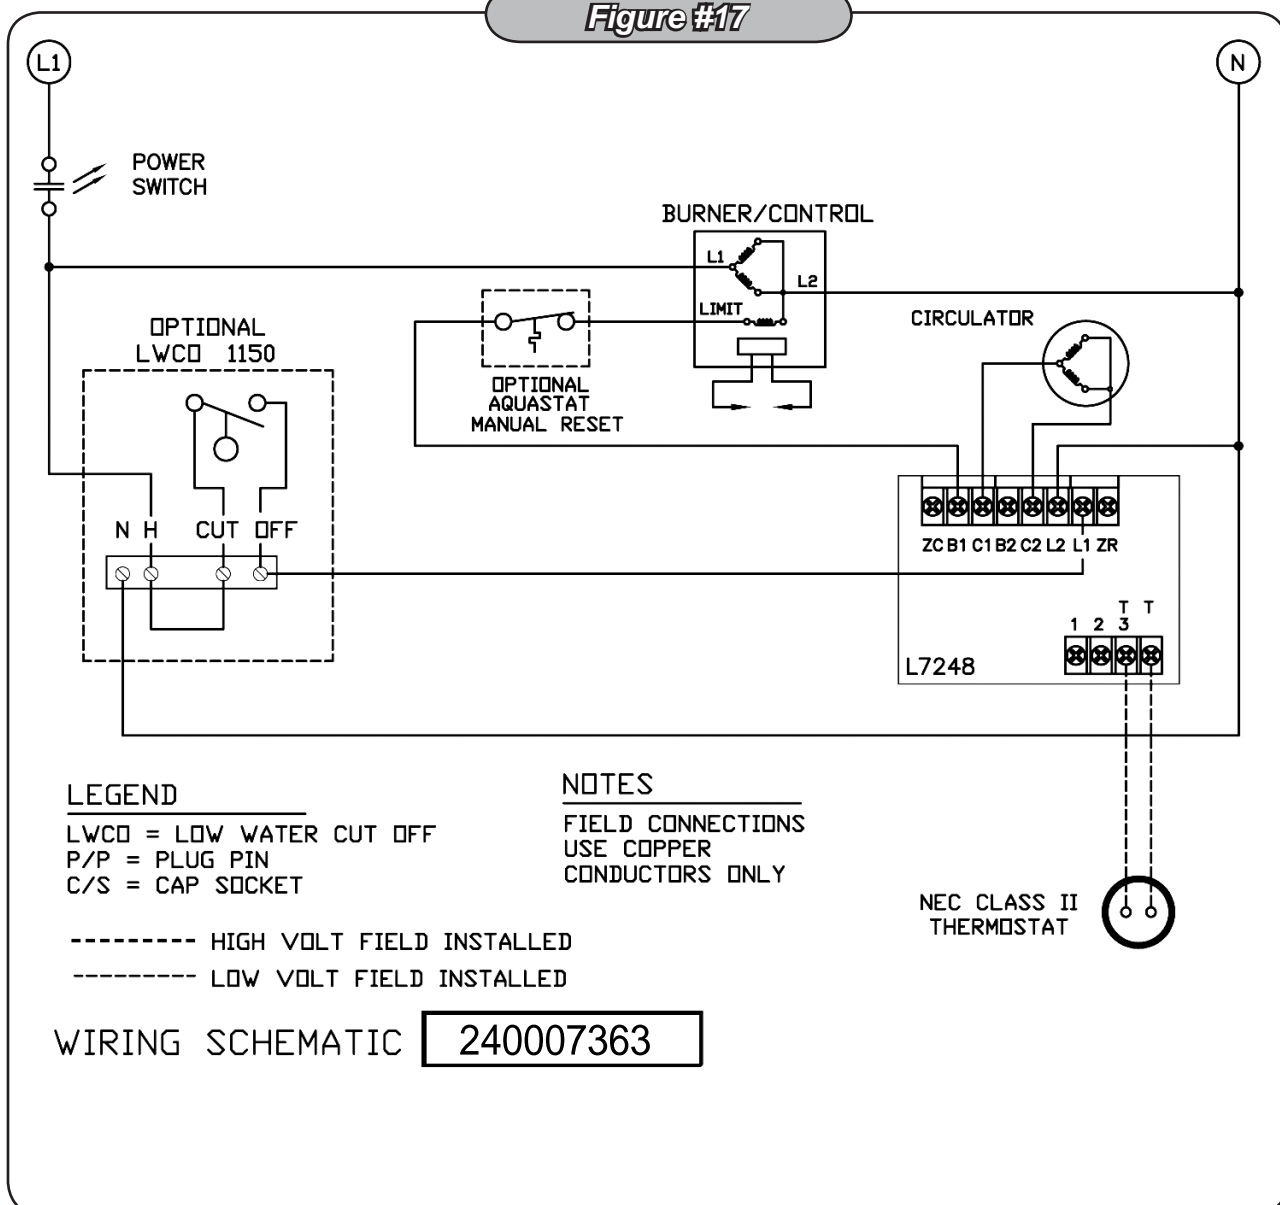 Figure #17
L1
N
POWER
SWITCH
BURNER/CONTROL
L1
L2
LIMIT
CIRCULATOR
OPTIONAL
LWCO 1150
OPTIONAL
AQUASTAT
MANUAL RESET
N H CUT OFF
ZC B1 C1 B2 C2 L2 L1 ZR
T T
1 2 3
L7248
LEGEND
LWCO = LOW WATER CUT OFF
P/P = PLUG PIN
C/S = CAP SOCKET
NOTES
FIELD CONNECTIONS
USE COPPER
CONDUCTORS ONLY
NEC CLASS II
THERMOSTAT
HIGH VOLT FIELD INSTALLED
LOW VOLT FIELD INSTALLED
WIRING SCHEMATIC 240007363